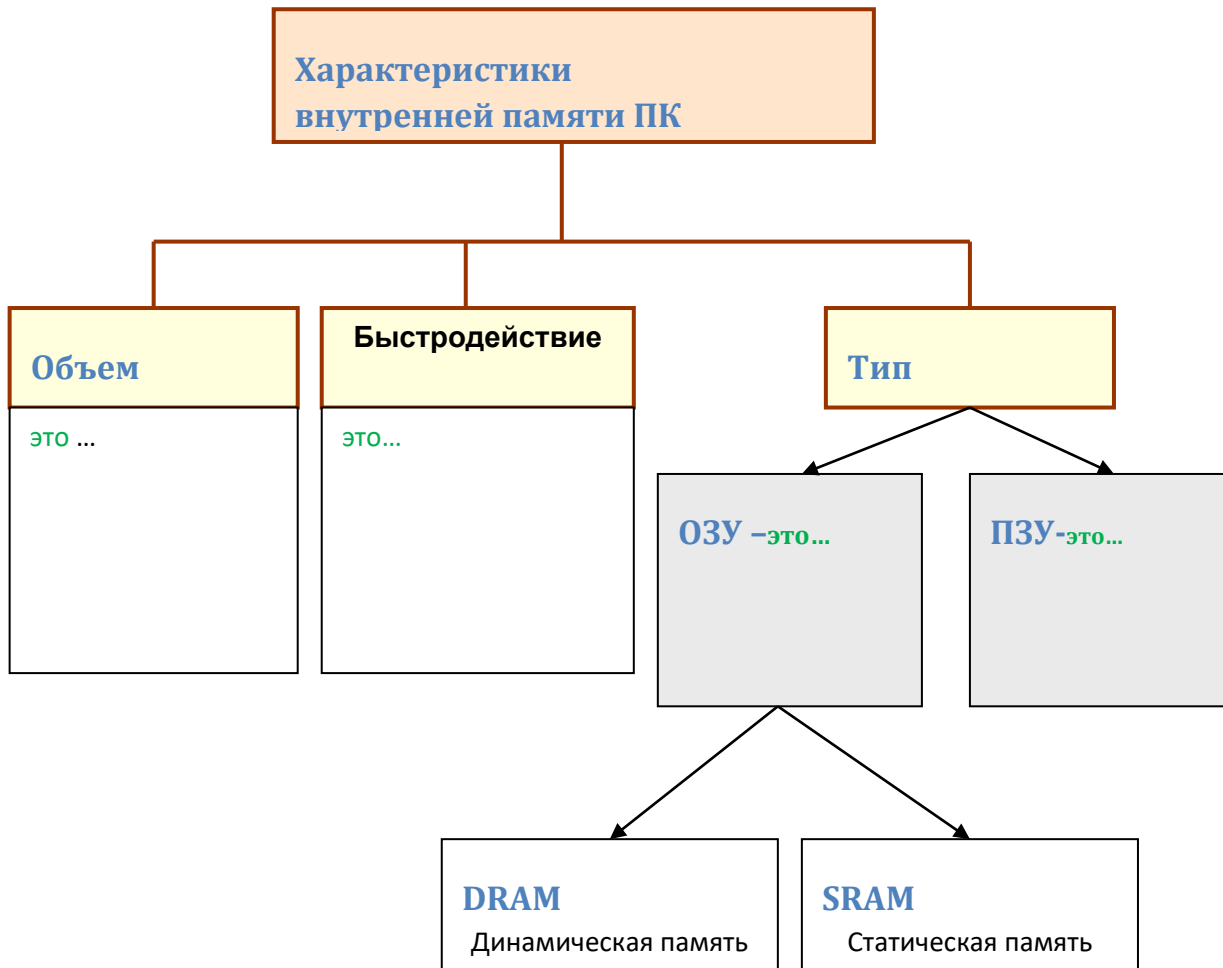 Характеристики
внутренней памяти ПК
Объем
Быстродействие
Тип
это ...
это...
ОЗУ –это...
ПЗУ-это...
DRAM
Динамическая память
SRAM
Статическая память